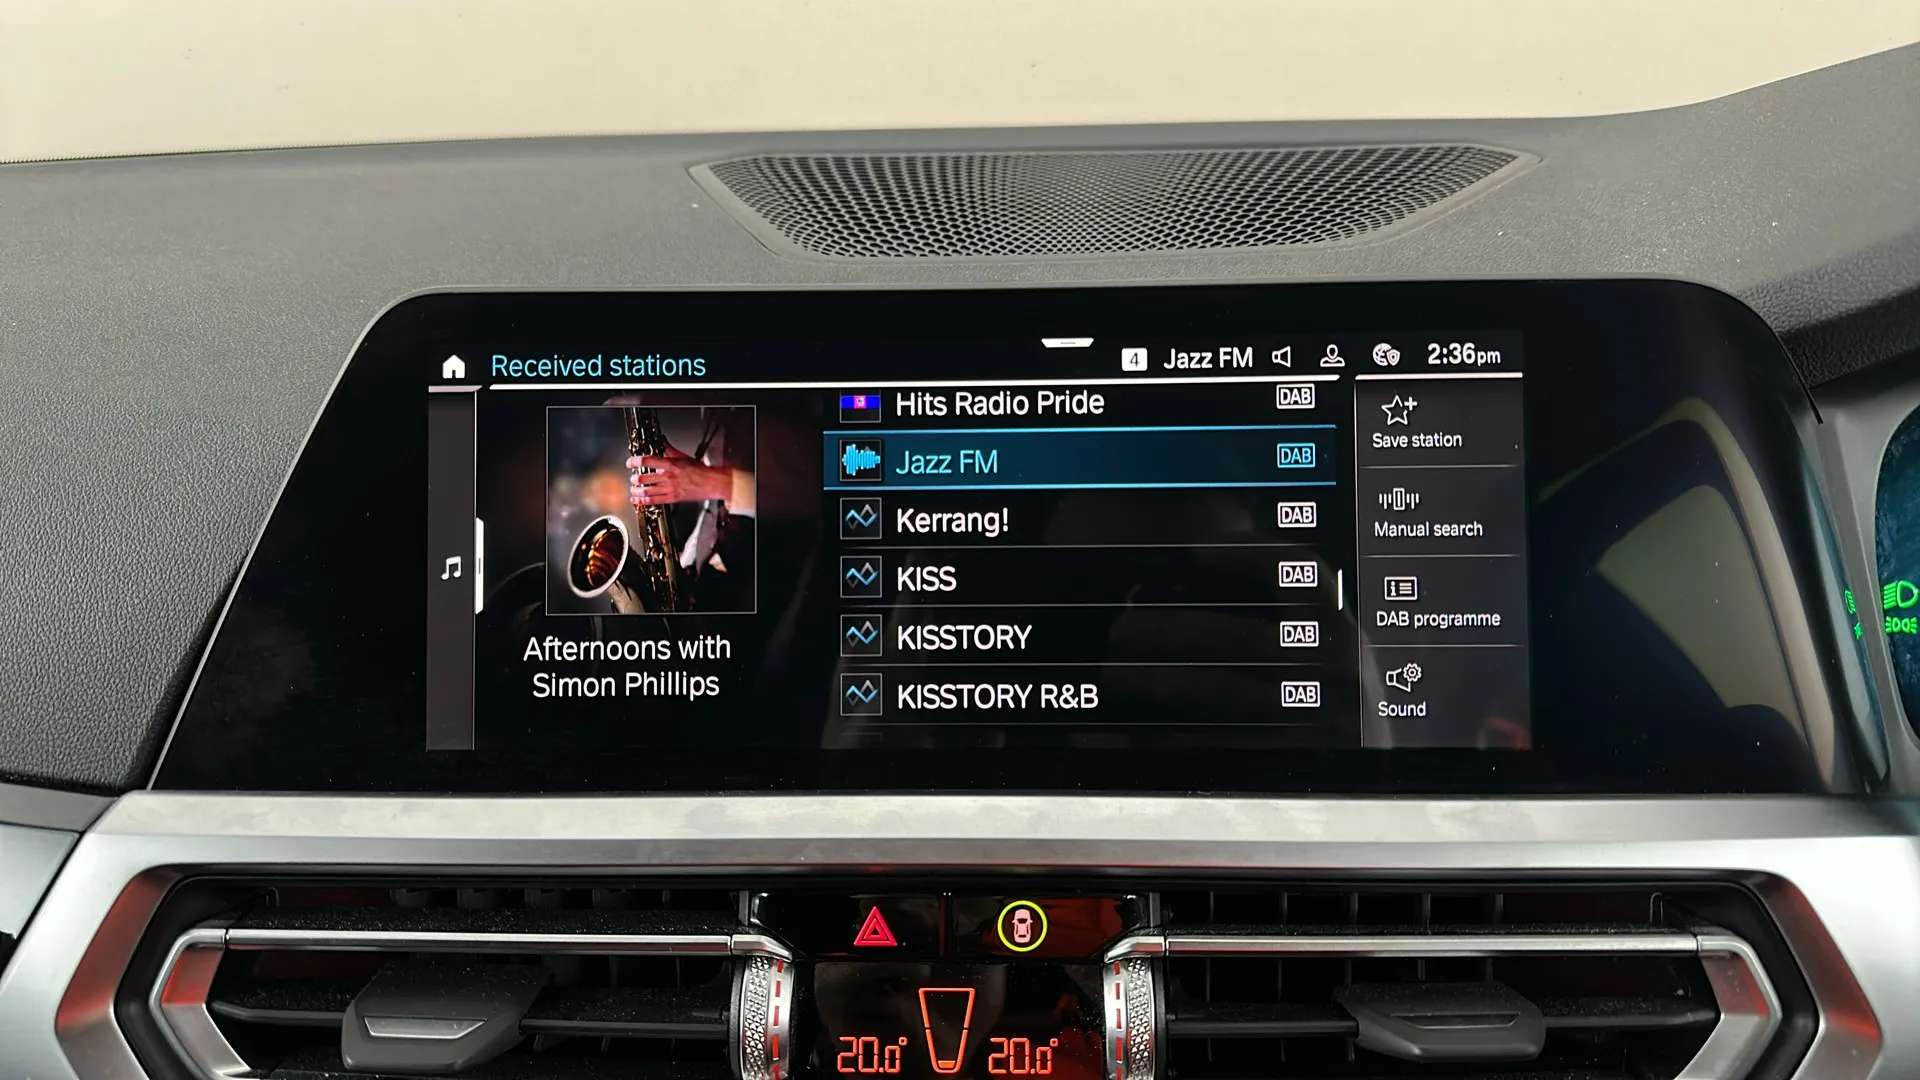 Received stations
4 Jazz FM
2:36pm
Hits Radio Pride DAB
Jazz FM DAB
Kerrang! DAB
KISS DAB
KISSTORY DAB
KISSTORY R&B DAB
Afternoons with
Simon Phillips
Save station
Manual search
DAB programme
Sound
20.0° 20.0°